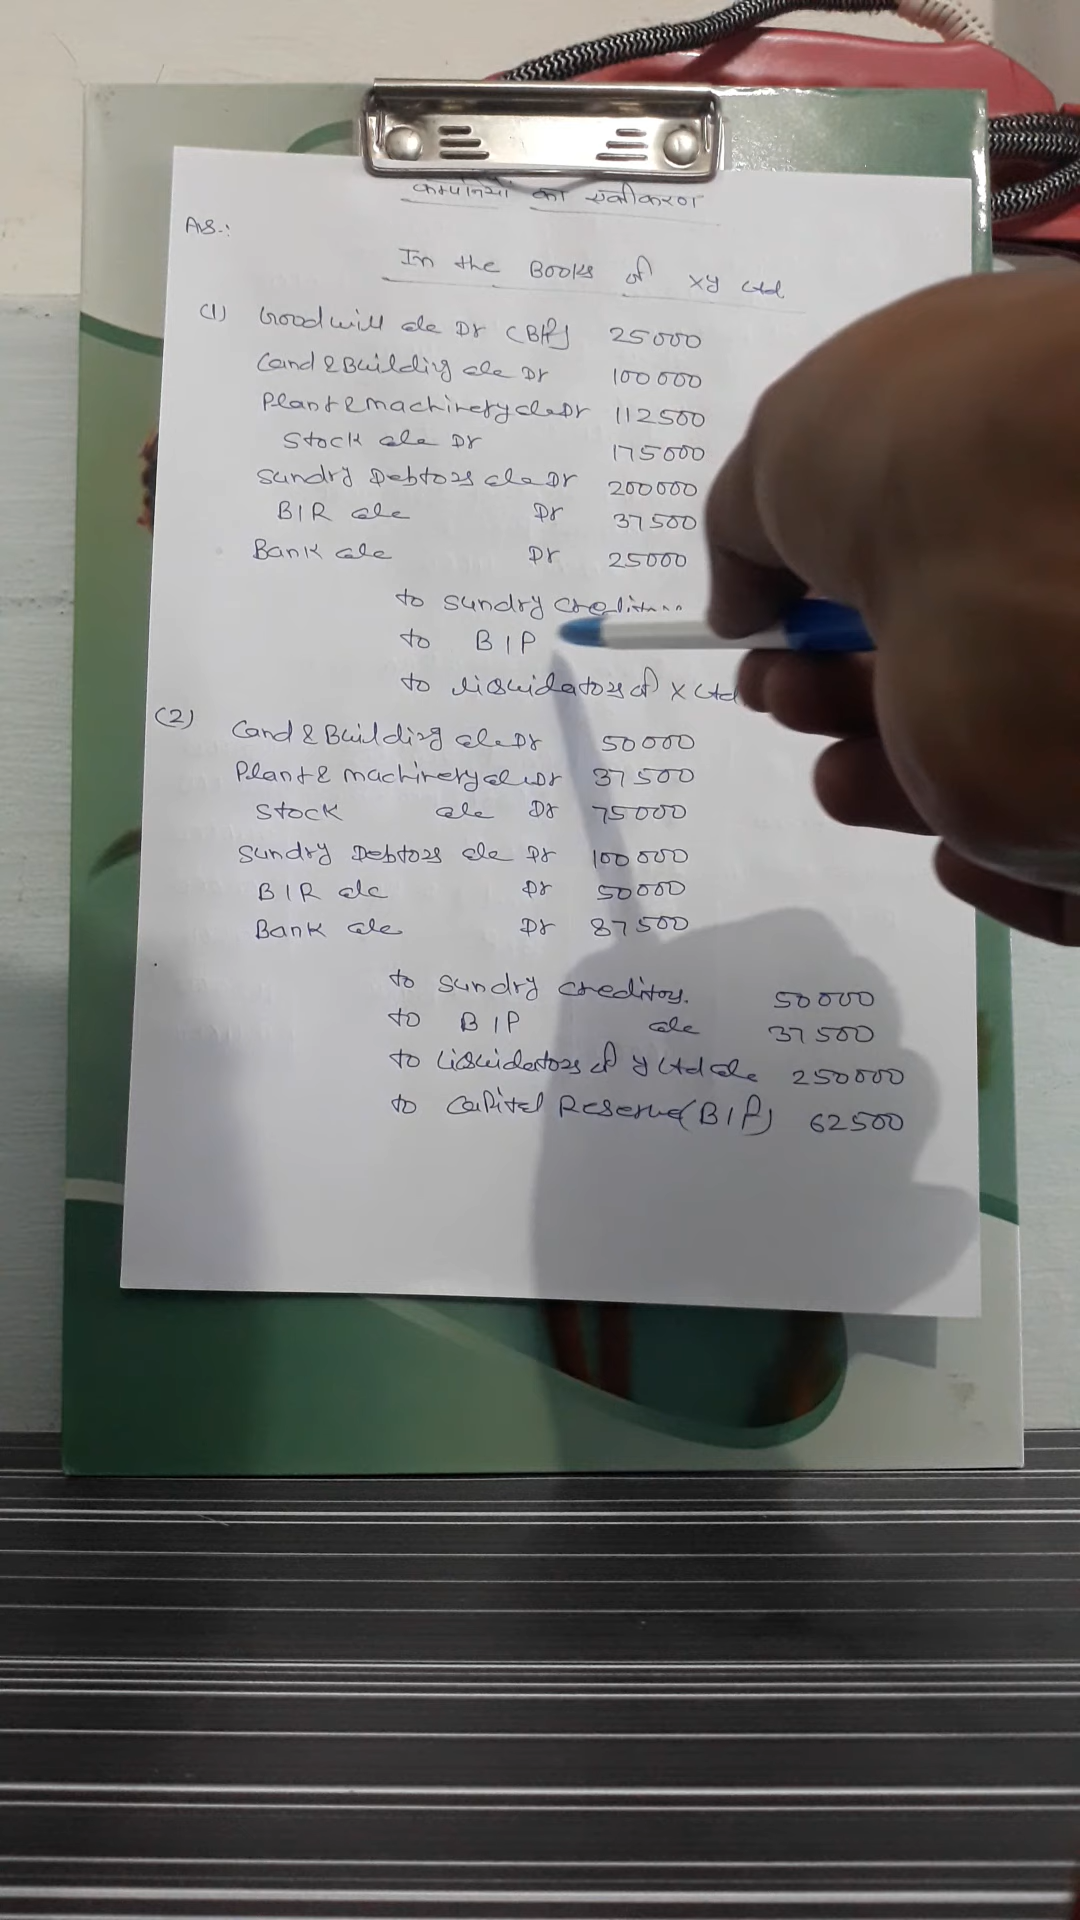 कम्पनियों का एकीकरण
AS.:
In the Books of xy Ltd
(1) Goodwill a/c Dr (B/f) 25000
Land & Building a/c Dr 100000
Plant & machinery a/c Dr 112500
Stock a/c Dr 175000
Sundry Debtors a/c Dr 200000
B/R a/c Dr 37500
Bank a/c Dr 25000
to sundry
to B/P
to liquidators of X Ltd
(2) Land & Building a/c Dr 50000
Plant & machinery a/c Dr 37500
Stock a/c Dr 75000
Sundry Debtors a/c Dr 100000
B/R a/c Dr 50000
Bank a/c Dr 87500
to sundry creditors. 50000
to B/P a/c 37500
to liquidators of y Ltd a/c 250000
to Capital Reserve (B/f) 62500